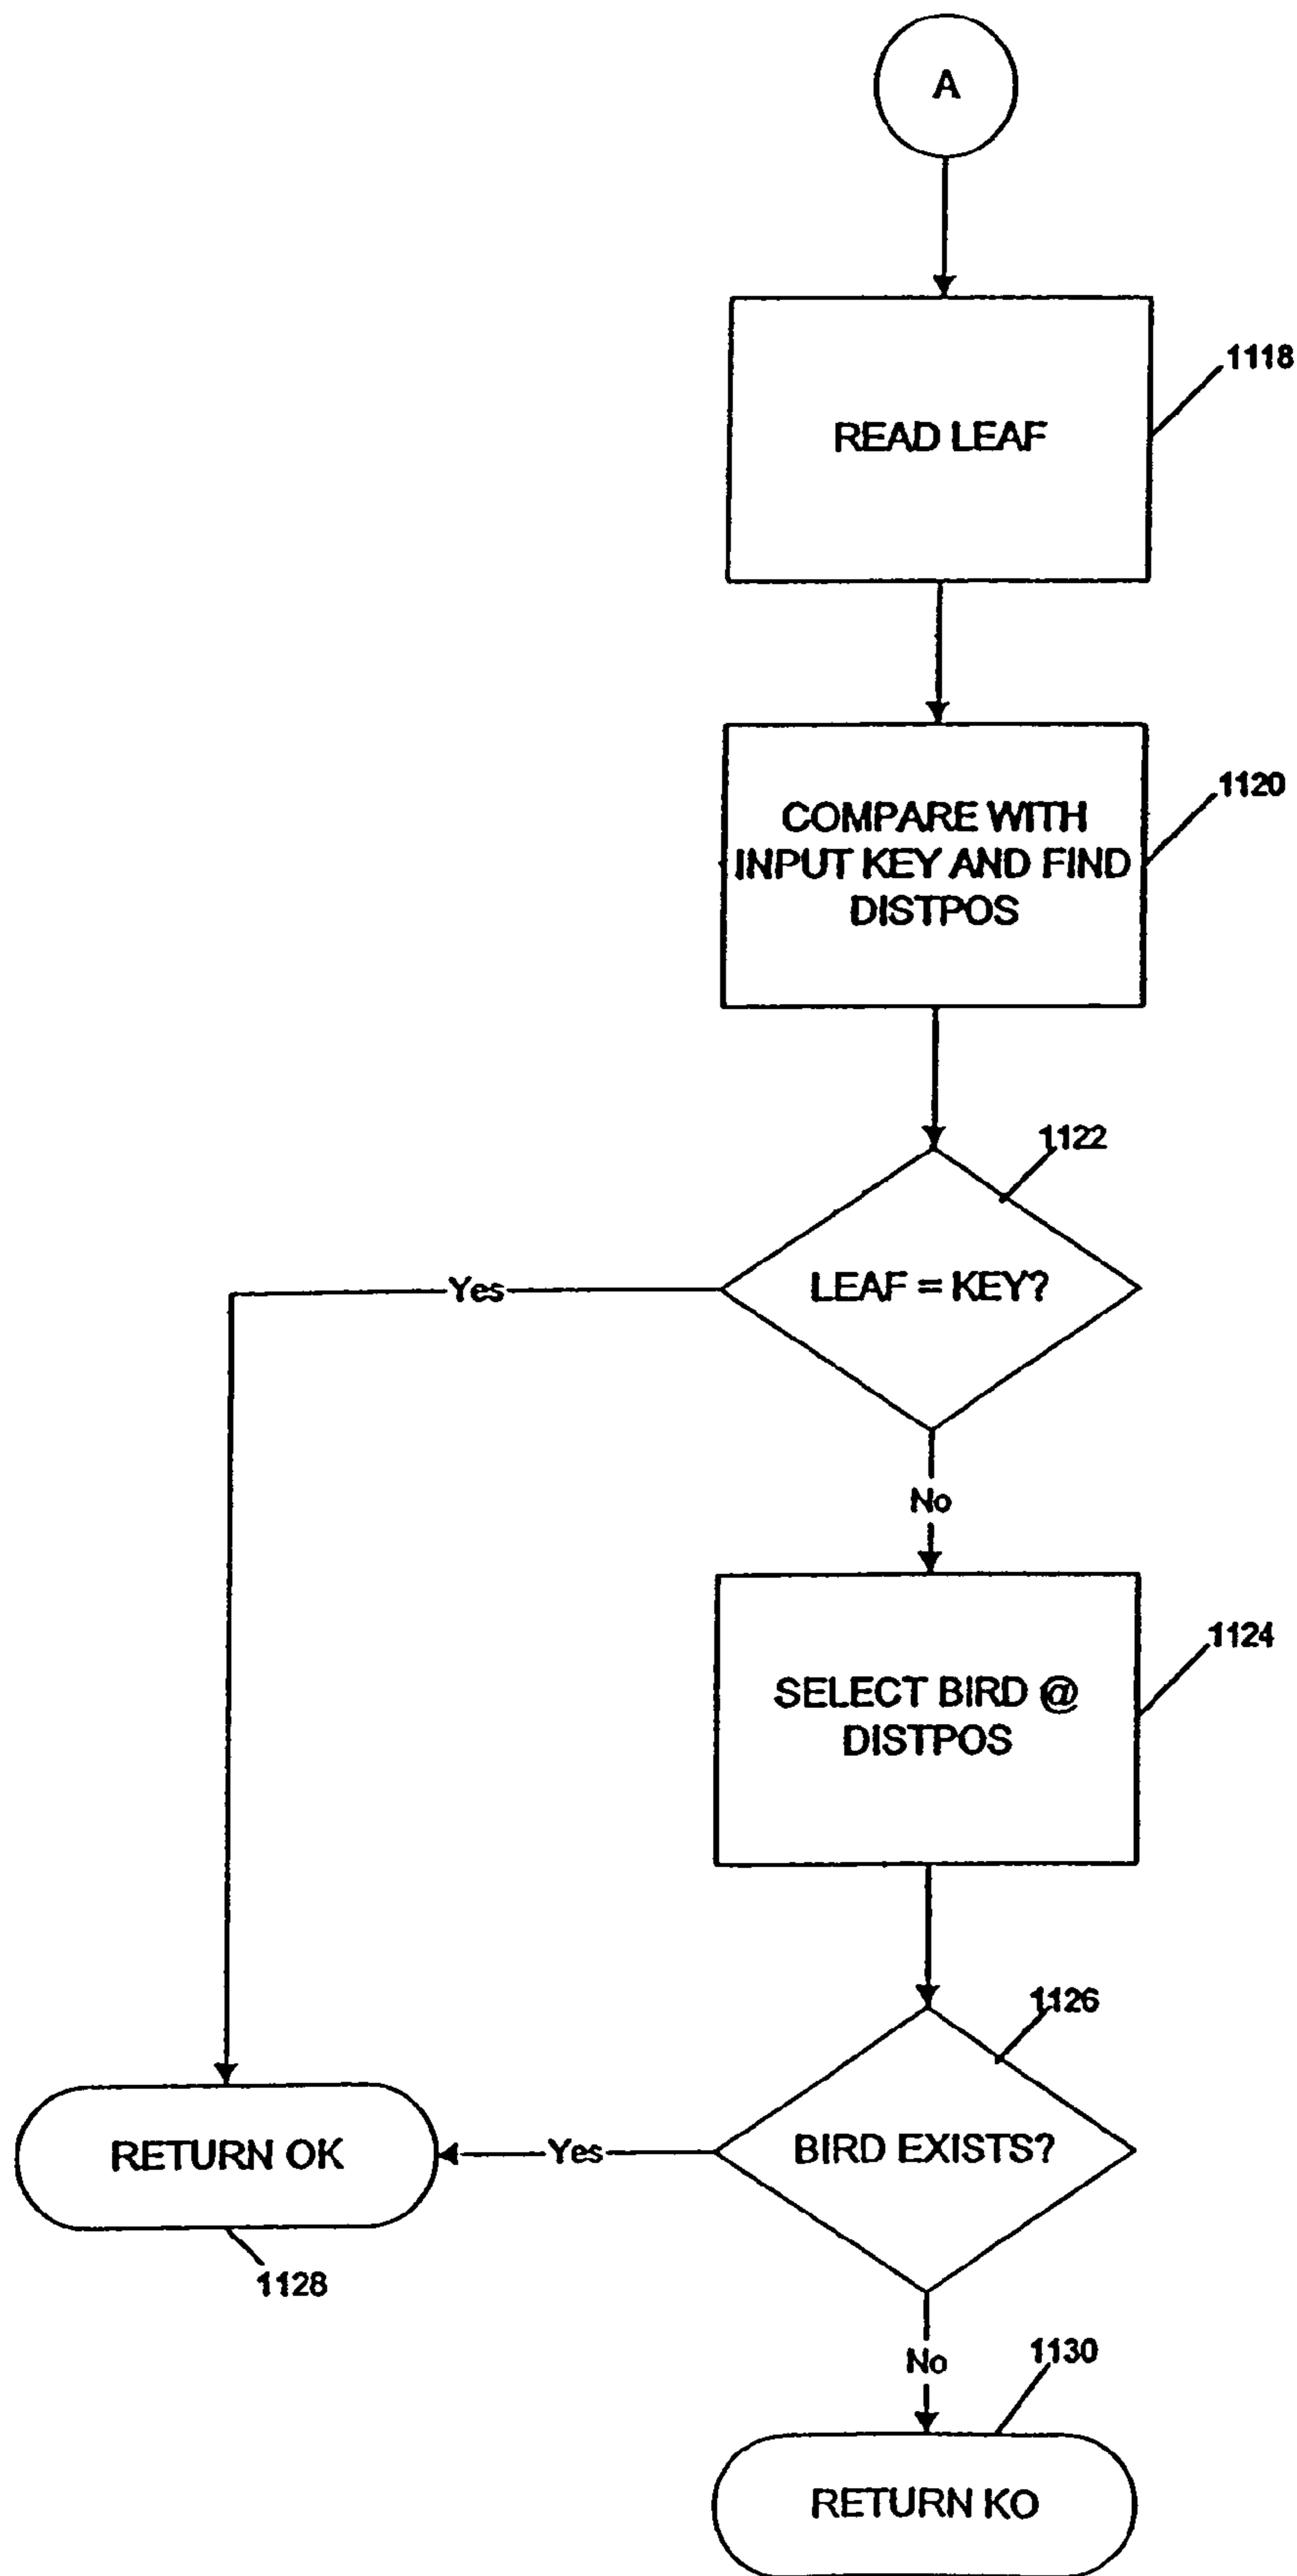 A
1118
READ LEAF
1120
COMPARE WITH
INPUT KEY AND FIND
DISTPOS
1122
LEAF = KEY?
Yes
No
1124
SELECT BIRD @
DISTPOS
1126
BIRD EXISTS?
Yes
RETURN OK
1128
No
1130
RETURN KO